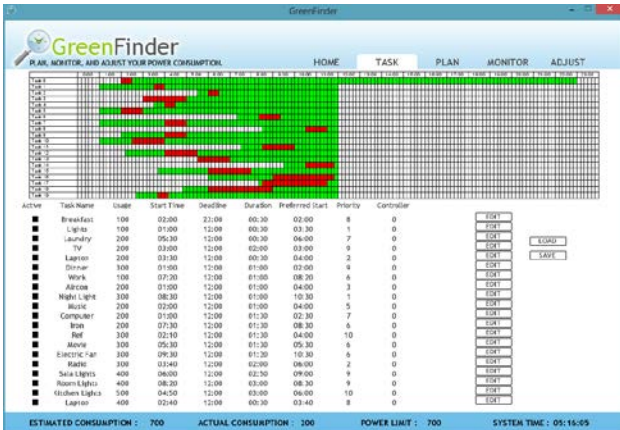 GreenFinder
GreenFinder
PLAN, MONITOR, AND ADJUST YOUR POWER CONSUMPTION.
HOME TASK PLAN MONITOR ADJUST
Active Task Name Usage Start Time Deadline Duration Preferred Start Priority Controller
Breakfast 100 02:00 23:00 00:30 02:00 8 0 EDIT
Lights 100 01:00 12:00 00:30 03:30 1 0 EDIT
Laundry 200 05:30 12:00 00:30 06:00 7 0 EDIT
LOAD
TV 200 03:00 12:00 02:00 03:00 9 0 EDIT
Laptop 200 03:30 12:00 00:30 04:00 2 0 EDIT
SAVE
Dinner 300 01:00 12:00 01:00 02:00 9 0 EDIT
Work 100 07:20 12:00 01:00 08:20 6 0 EDIT
Aircon 200 01:00 12:00 01:00 04:00 3 0 EDIT
Night Light 300 08:30 12:00 01:00 10:30 1 0 EDIT
Music 200 02:00 12:00 01:00 04:00 5 0 EDIT
Computer 200 01:00 12:00 01:30 02:30 7 0 EDIT
Iron 200 07:30 12:00 01:00 08:30 6 0 EDIT
Ref 300 02:10 12:00 01:30 04:00 10 0 EDIT
Movie 300 05:30 12:00 01:30 05:30 6 0 EDIT
Electric Fan 300 09:30 12:00 01:20 10:30 6 0 EDIT
Radio 300 03:40 12:00 02:00 06:00 2 0 EDIT
Sala Lights 400 06:00 12:00 02:50 09:00 9 0 EDIT
Room Lights 400 08:20 12:00 03:00 08:30 9 0 EDIT
Kitchen Lights 500 04:50 12:00 03:00 06:00 10 0 EDIT
Laptop 400 02:40 12:00 00:30 03:40 8 0 EDIT
ESTIMATED CONSUMPTION : 700 ACTUAL CONSUMPTION : 200 POWER LIMIT : 700 SYSTEM TIME : 05:16:05